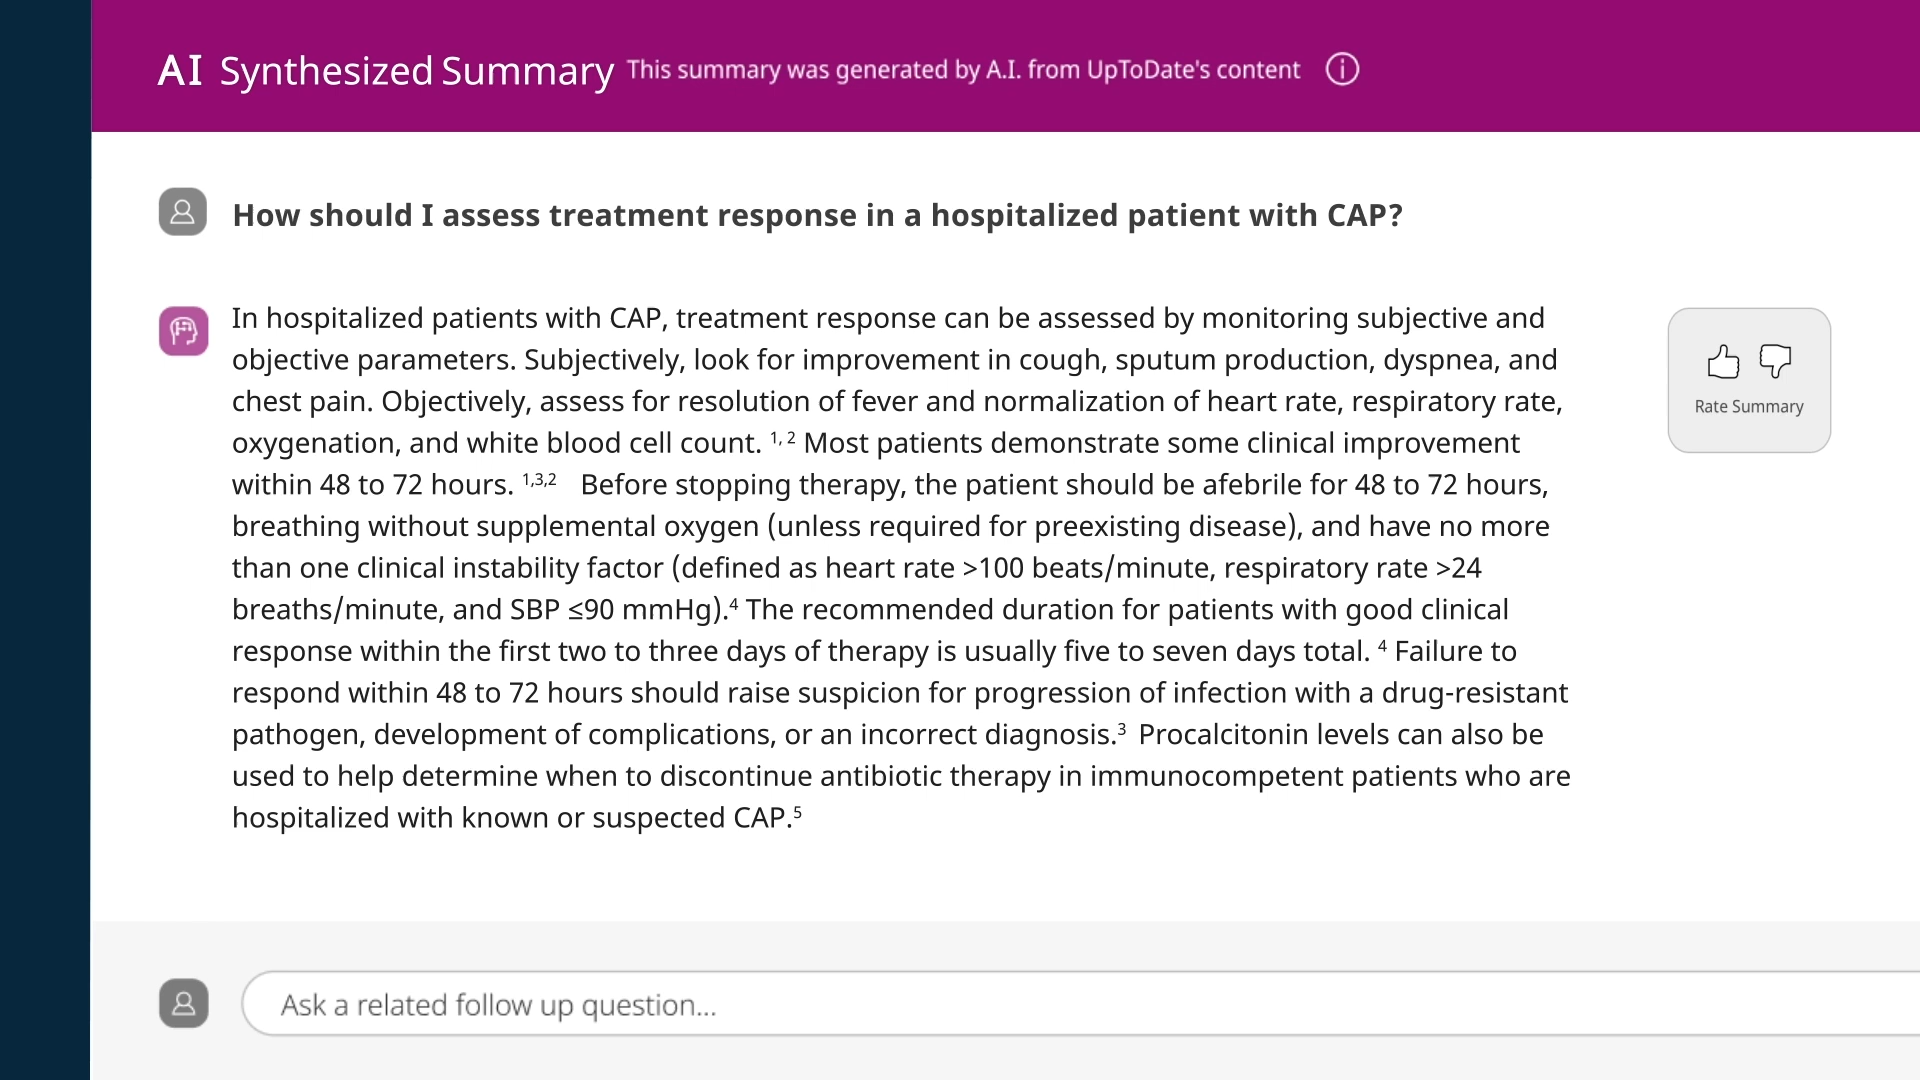 AI Synthesized Summary This summary was generated by A.I. from UpToDate's content
How should I assess treatment response in a hospitalized patient with CAP?
In hospitalized patients with CAP, treatment response can be assessed by monitoring subjective and
objective parameters. Subjectively, look for improvement in cough, sputum production, dyspnea, and
chest pain. Objectively, assess for resolution of fever and normalization of heart rate, respiratory rate,
oxygenation, and white blood cell count. 1, 2 Most patients demonstrate some clinical improvement
within 48 to 72 hours. 1,3,2 Before stopping therapy, the patient should be afebrile for 48 to 72 hours,
breathing without supplemental oxygen (unless required for preexisting disease), and have no more
than one clinical instability factor (defined as heart rate >100 beats/minute, respiratory rate >24
breaths/minute, and SBP ≤90 mmHg).4 The recommended duration for patients with good clinical
response within the first two to three days of therapy is usually five to seven days total. 4 Failure to
respond within 48 to 72 hours should raise suspicion for progression of infection with a drug-resistant
pathogen, development of complications, or an incorrect diagnosis.3 Procalcitonin levels can also be
used to help determine when to discontinue antibiotic therapy in immunocompetent patients who are
hospitalized with known or suspected CAP.5
Rate Summary
Ask a related follow up question...